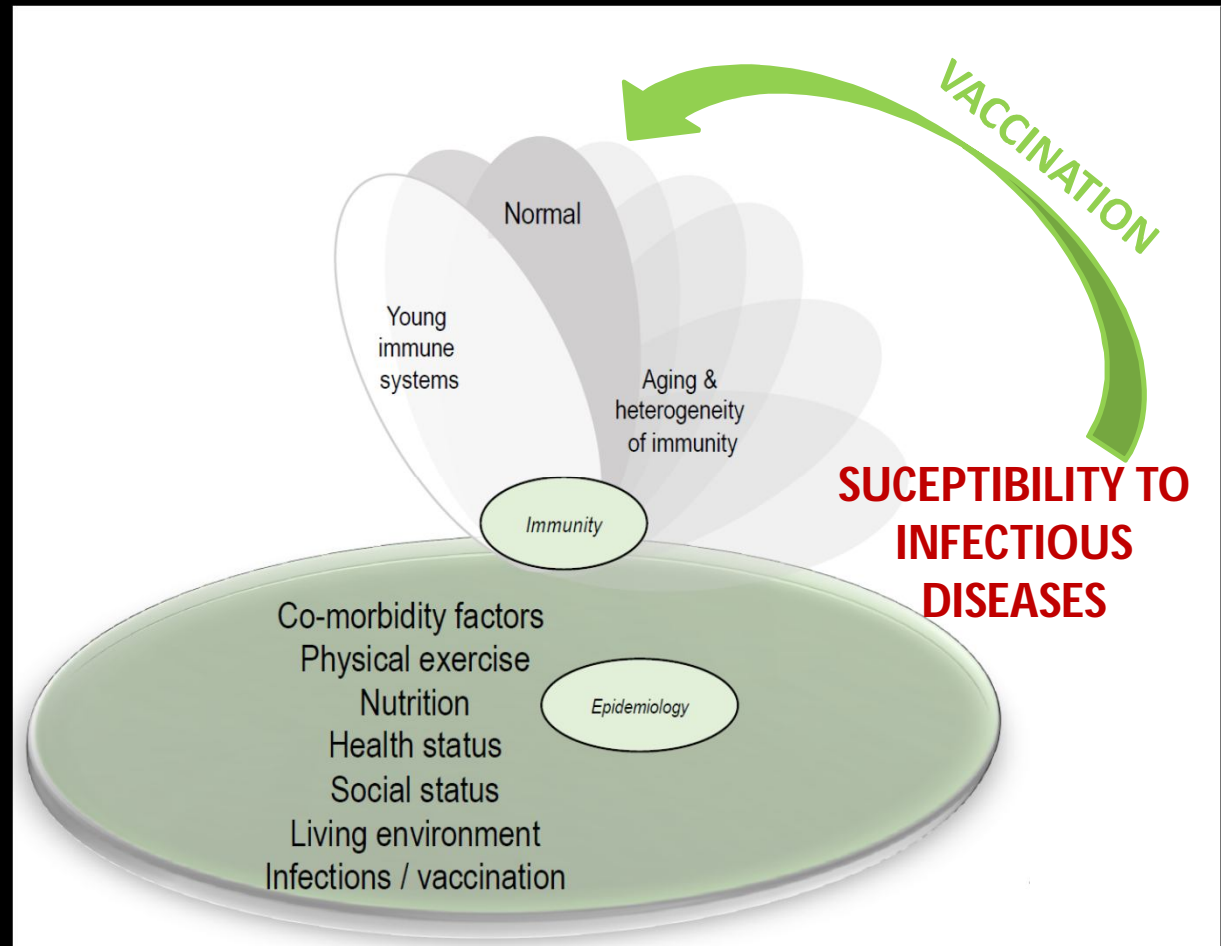 VACCINATION
Normal
Young
immune
systems
Aging &
heterogeneity
of immunity
SUCEPTIBILITY TO
INFECTIOUS
DISEASES
Immunity
Co-morbidity factors
Physical exercise
Nutrition
Health status
Social status
Living environment
Infections / vaccination
Epidemiology